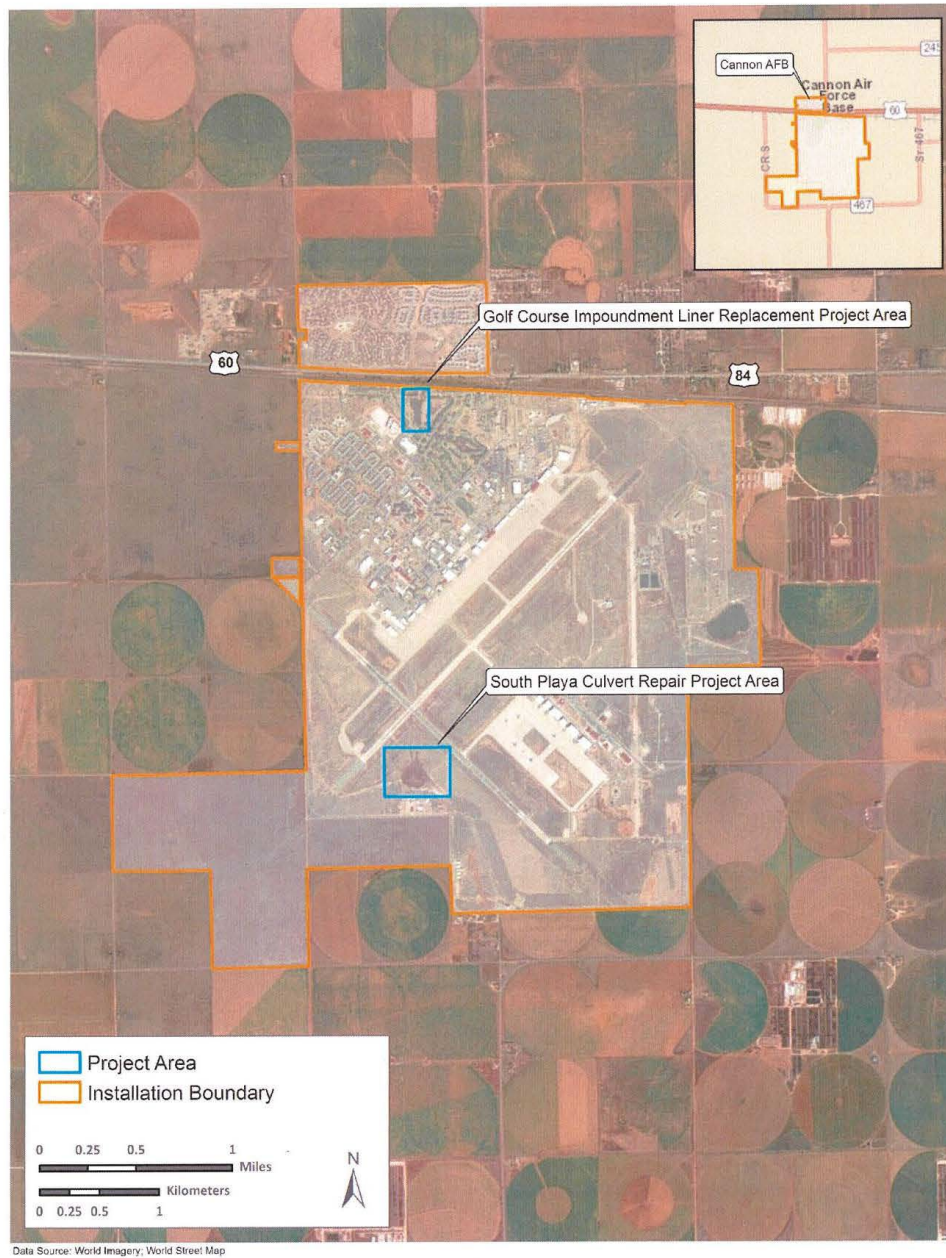 Cannon AFB
Cannon Air
Force
Base
60
CR S
Sr 467
467
Golf Course Impoundment Liner Replacement Project Area
60
84
South Playa Culvert Repair Project Area
Project Area
Installation Boundary
0 0.25 0.5 1
Miles
N
Kilometers
0 0.25 0.5 1
Data Source: World Imagery; World Street Map